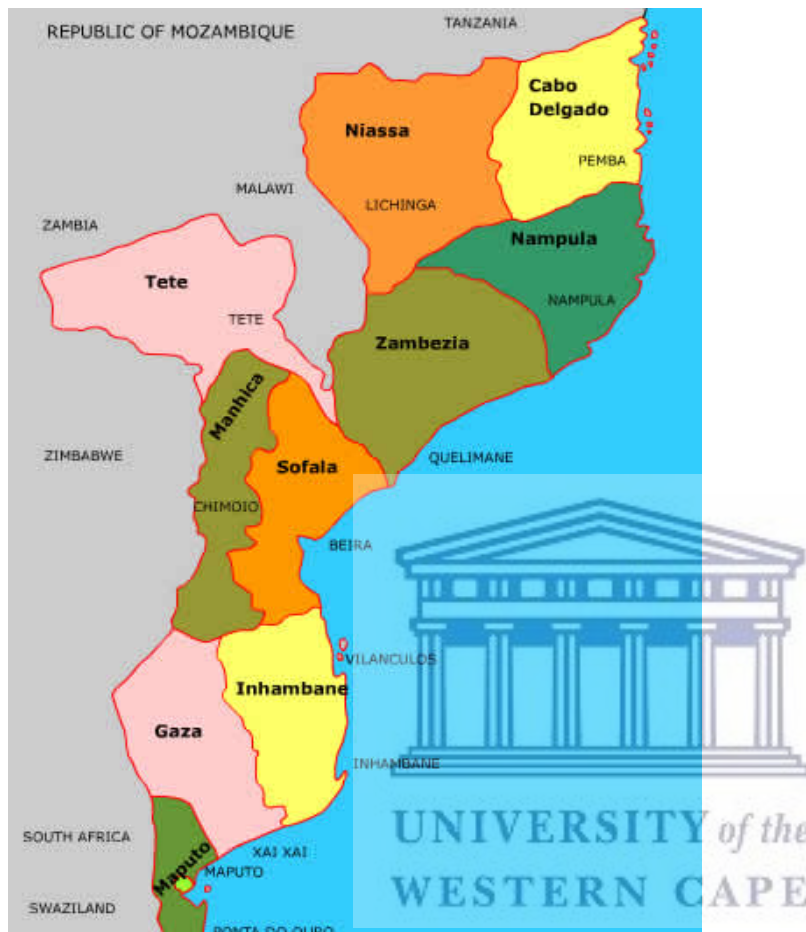 REPUBLIC OF MOZAMBIQUE
TANZANIA
Cabo
Delgado
Niassa
PEMBA
MALAWI
LICHINGA
ZAMBIA
Nampula
Tete
NAMPULA
TETE
Zambezia
Manhica
ZIMBABWE
Sofala
QUELIMANE
CHIMOIO
BEIRA
VILANCULOS
Inhambane
Gaza
INHAMBANE
SOUTH AFRICA
XAI XAI
Maputo
MAPUTO
SWAZILAND
PONTA DO OURO
UNIVERSITY of the
WESTERN CAPE